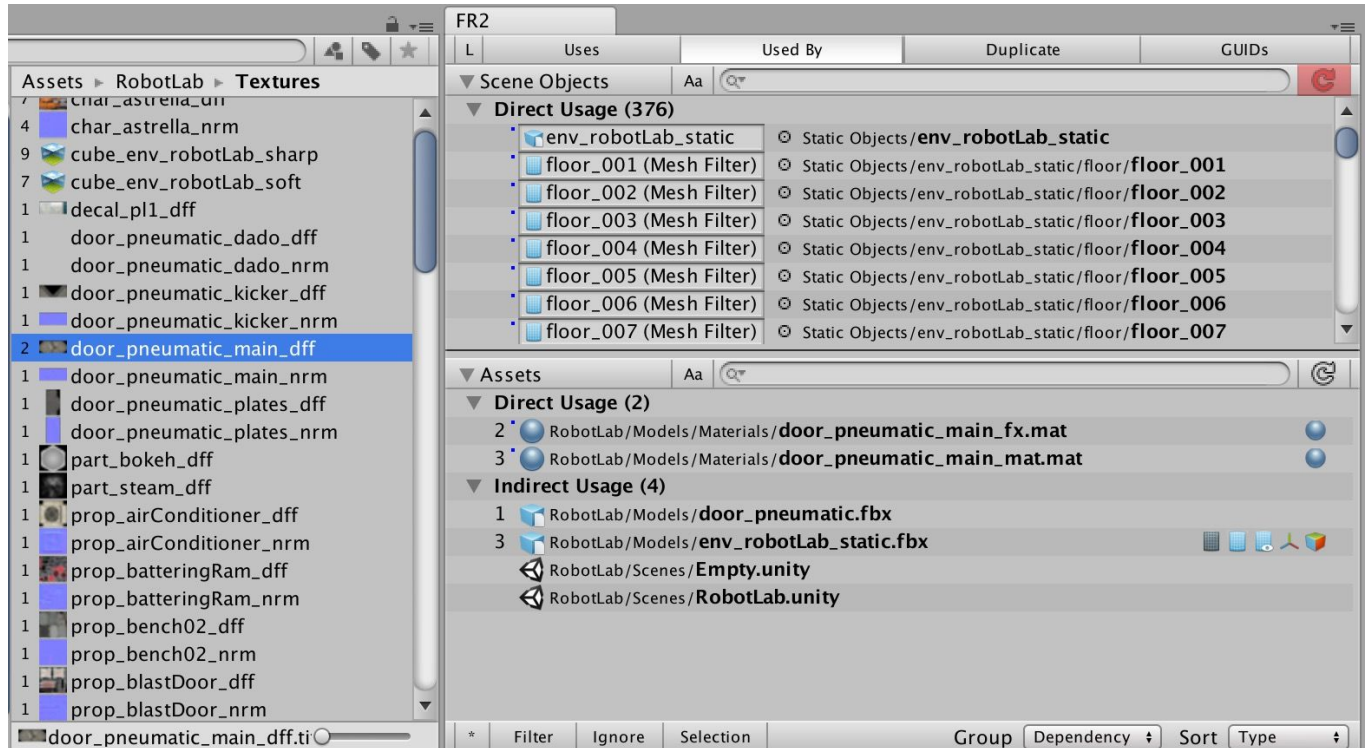 Assets ▸ RobotLab ▸ Textures
7 char_astrella_dff
4 char_astrella_nrm
9 cube_env_robotLab_sharp
7 cube_env_robotLab_soft
1 decal_pl1_dff
1 door_pneumatic_dado_dff
1 door_pneumatic_dado_nrm
1 door_pneumatic_kicker_dff
1 door_pneumatic_kicker_nrm
2 door_pneumatic_main_dff
1 door_pneumatic_main_nrm
1 door_pneumatic_plates_dff
1 door_pneumatic_plates_nrm
1 part_bokeh_dff
1 part_steam_dff
1 prop_airConditioner_dff
1 prop_airConditioner_nrm
1 prop_batteringRam_dff
1 prop_batteringRam_nrm
1 prop_bench02_dff
1 prop_bench02_nrm
1 prop_blastDoor_dff
1 prop_blastDoor_nrm
door_pneumatic_main_dff.ti
FR2
L Uses Used By Duplicate GUIDs
Scene Objects Aa
Direct Usage (376)
env_robotLab_static Static Objects/env_robotLab_static
floor_001 (Mesh Filter) Static Objects/env_robotLab_static/floor/floor_001
floor_002 (Mesh Filter) Static Objects/env_robotLab_static/floor/floor_002
floor_003 (Mesh Filter) Static Objects/env_robotLab_static/floor/floor_003
floor_004 (Mesh Filter) Static Objects/env_robotLab_static/floor/floor_004
floor_005 (Mesh Filter) Static Objects/env_robotLab_static/floor/floor_005
floor_006 (Mesh Filter) Static Objects/env_robotLab_static/floor/floor_006
floor_007 (Mesh Filter) Static Objects/env_robotLab_static/floor/floor_007
Assets Aa
Direct Usage (2)
2 RobotLab/Models/Materials/door_pneumatic_main_fx.mat
3 RobotLab/Models/Materials/door_pneumatic_main_mat.mat
Indirect Usage (4)
1 RobotLab/Models/door_pneumatic.fbx
3 RobotLab/Models/env_robotLab_static.fbx
RobotLab/Scenes/Empty.unity
RobotLab/Scenes/RobotLab.unity
* Filter Ignore Selection Group Dependency Sort Type